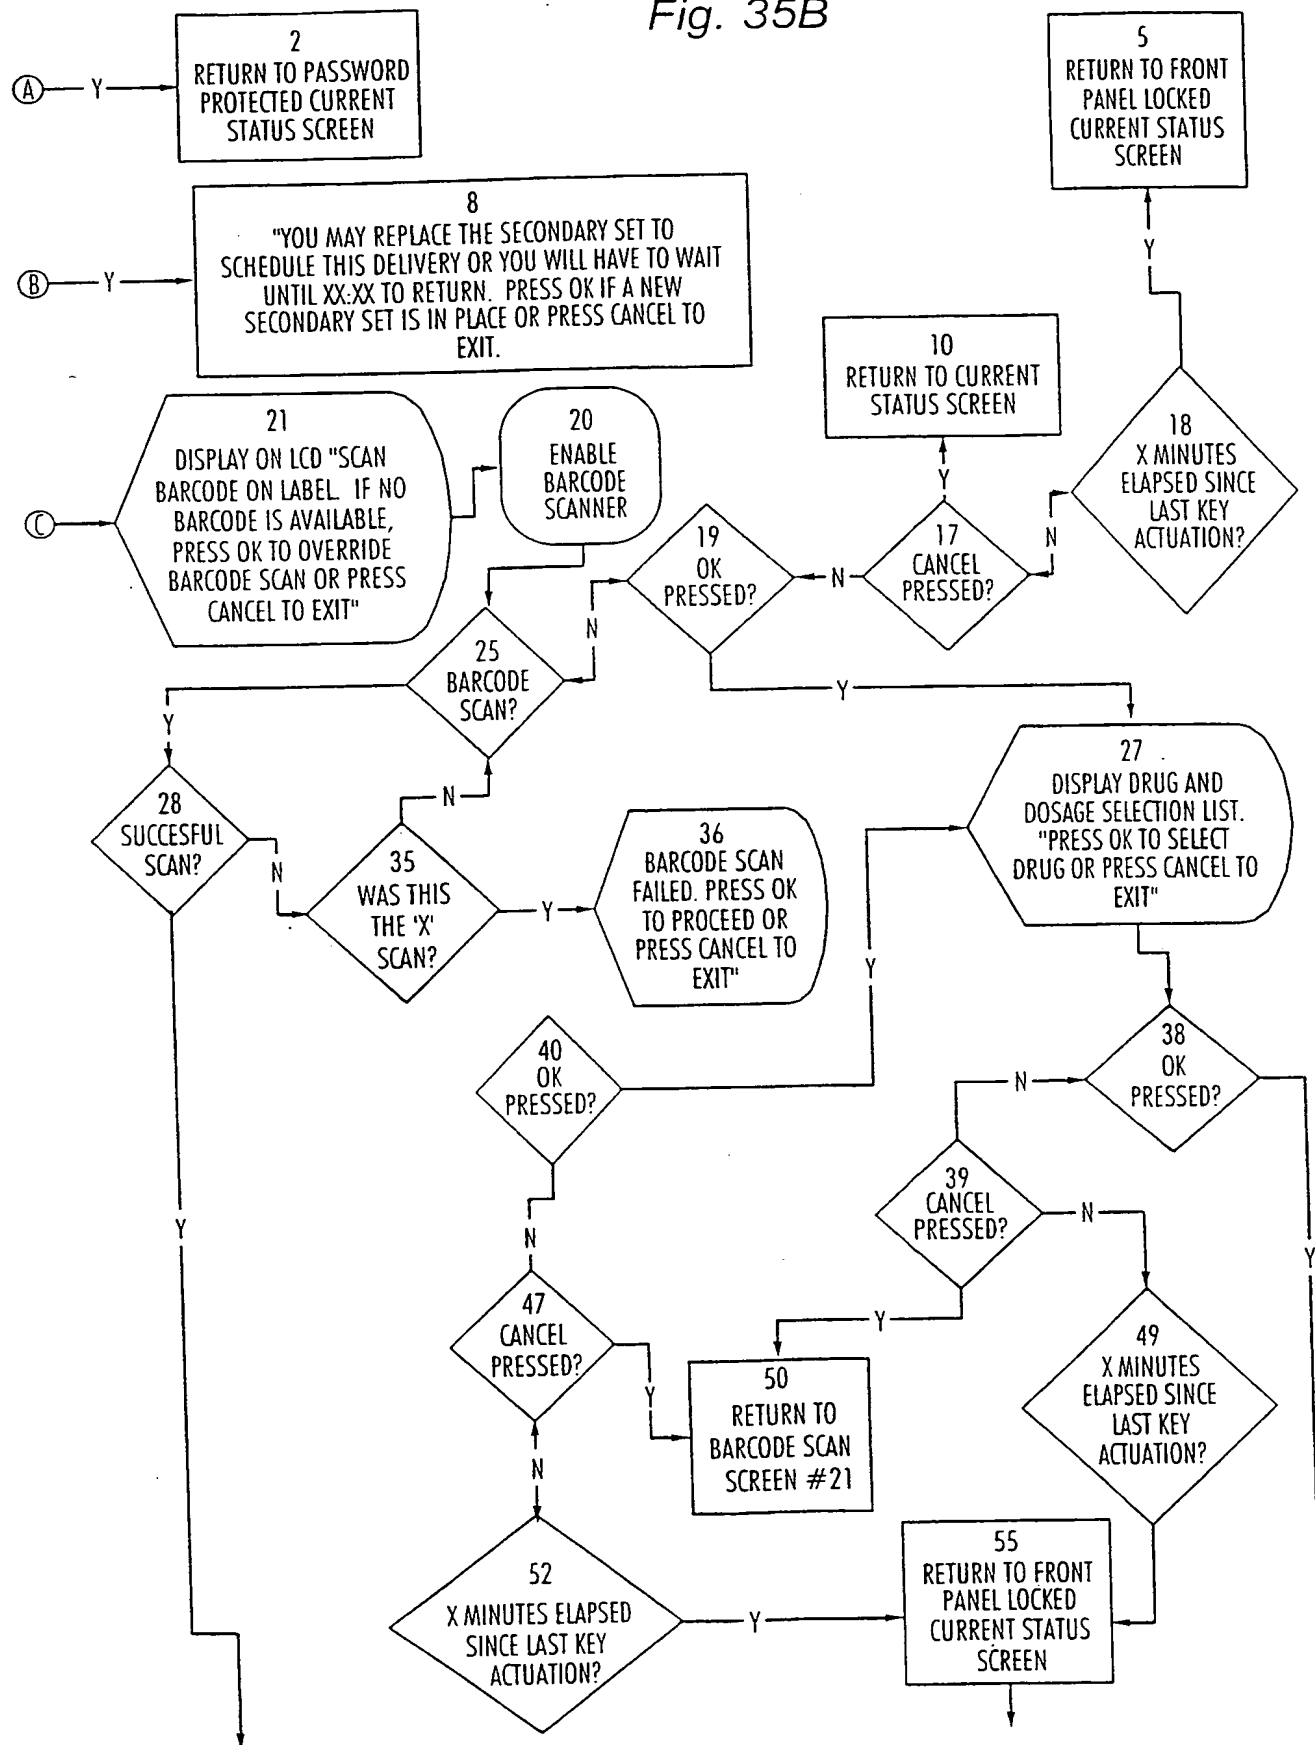 Fig. 35B
2
RETURN TO PASSWORD
PROTECTED CURRENT
STATUS SCREEN
A
Y
5
RETURN TO FRONT
PANEL LOCKED
CURRENT STATUS
SCREEN
Y
8
"YOU MAY REPLACE THE SECONDARY SET TO
SCHEDULE THIS DELIVERY OR YOU WILL HAVE TO WAIT
UNTIL XX:XX TO RETURN. PRESS OK IF A NEW
SECONDARY SET IS IN PLACE OR PRESS CANCEL TO
EXIT.
B
Y
10
RETURN TO CURRENT
STATUS SCREEN
Y
18
X MINUTES
ELAPSED SINCE
LAST KEY
ACTUATION?
N
17
CANCEL
PRESSED?
N
19
OK
PRESSED?
N
Y
21
DISPLAY ON LCD "SCAN
BARCODE ON LABEL. IF NO
BARCODE IS AVAILABLE,
PRESS OK TO OVERRIDE
BARCODE SCAN OR PRESS
CANCEL TO EXIT"
C
20
ENABLE
BARCODE
SCANNER
25
BARCODE
SCAN?
Y
N
28
SUCCESFUL
SCAN?
N
35
WAS THIS
THE 'X'
SCAN?
Y
36
BARCODE SCAN
FAILED. PRESS OK
TO PROCEED OR
PRESS CANCEL TO
EXIT"
27
DISPLAY DRUG AND
DOSAGE SELECTION LIST.
"PRESS OK TO SELECT
DRUG OR PRESS CANCEL TO
EXIT"
Y
40
OK
PRESSED?
38
OK
PRESSED?
N
Y
39
CANCEL
PRESSED?
N
Y
Y
N
47
CANCEL
PRESSED?
Y
N
50
RETURN TO
BARCODE SCAN
SCREEN #21
49
X MINUTES
ELAPSED SINCE
LAST KEY
ACTUATION?
52
X MINUTES ELAPSED
SINCE LAST KEY
ACTUATION?
Y
55
RETURN TO FRONT
PANEL LOCKED
CURRENT STATUS
SCREEN